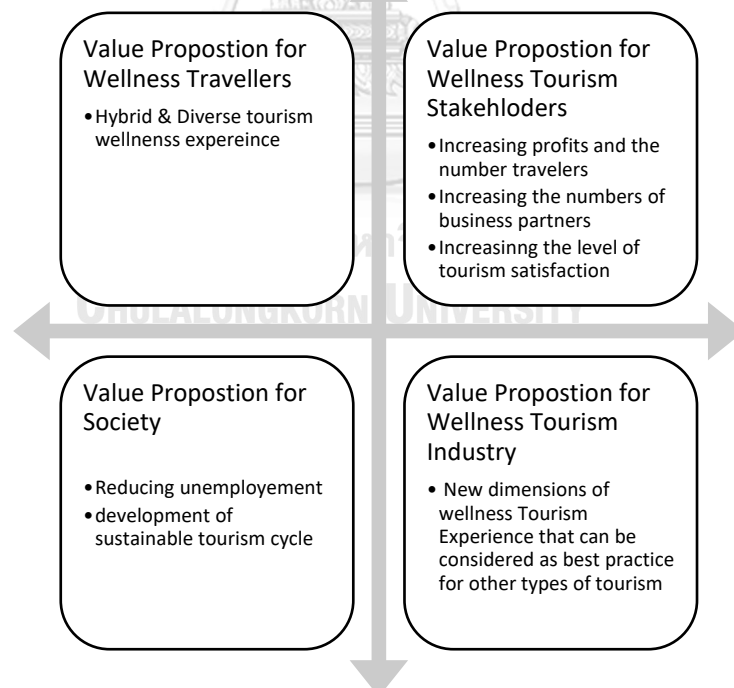 Value Propostion for
Wellness Travellers
•Hybrid & Diverse tourism
wellnenss expereince
Value Propostion for
Wellness Tourism
Stakehloders
•Increasing profits and the
number travelers
•Increasing the numbers of
business partners
•Increasinng the level of
tourism satisfaction
CHULALONGKORN UNIVERSITY
Value Propostion for
Society
•Reducing unemployement
•development of
sustainable tourism cycle
Value Propostion for
Wellness Tourism
Industry
• New dimensions of
wellness Tourism
Experience that can be
considered as best practice
for other types of tourism